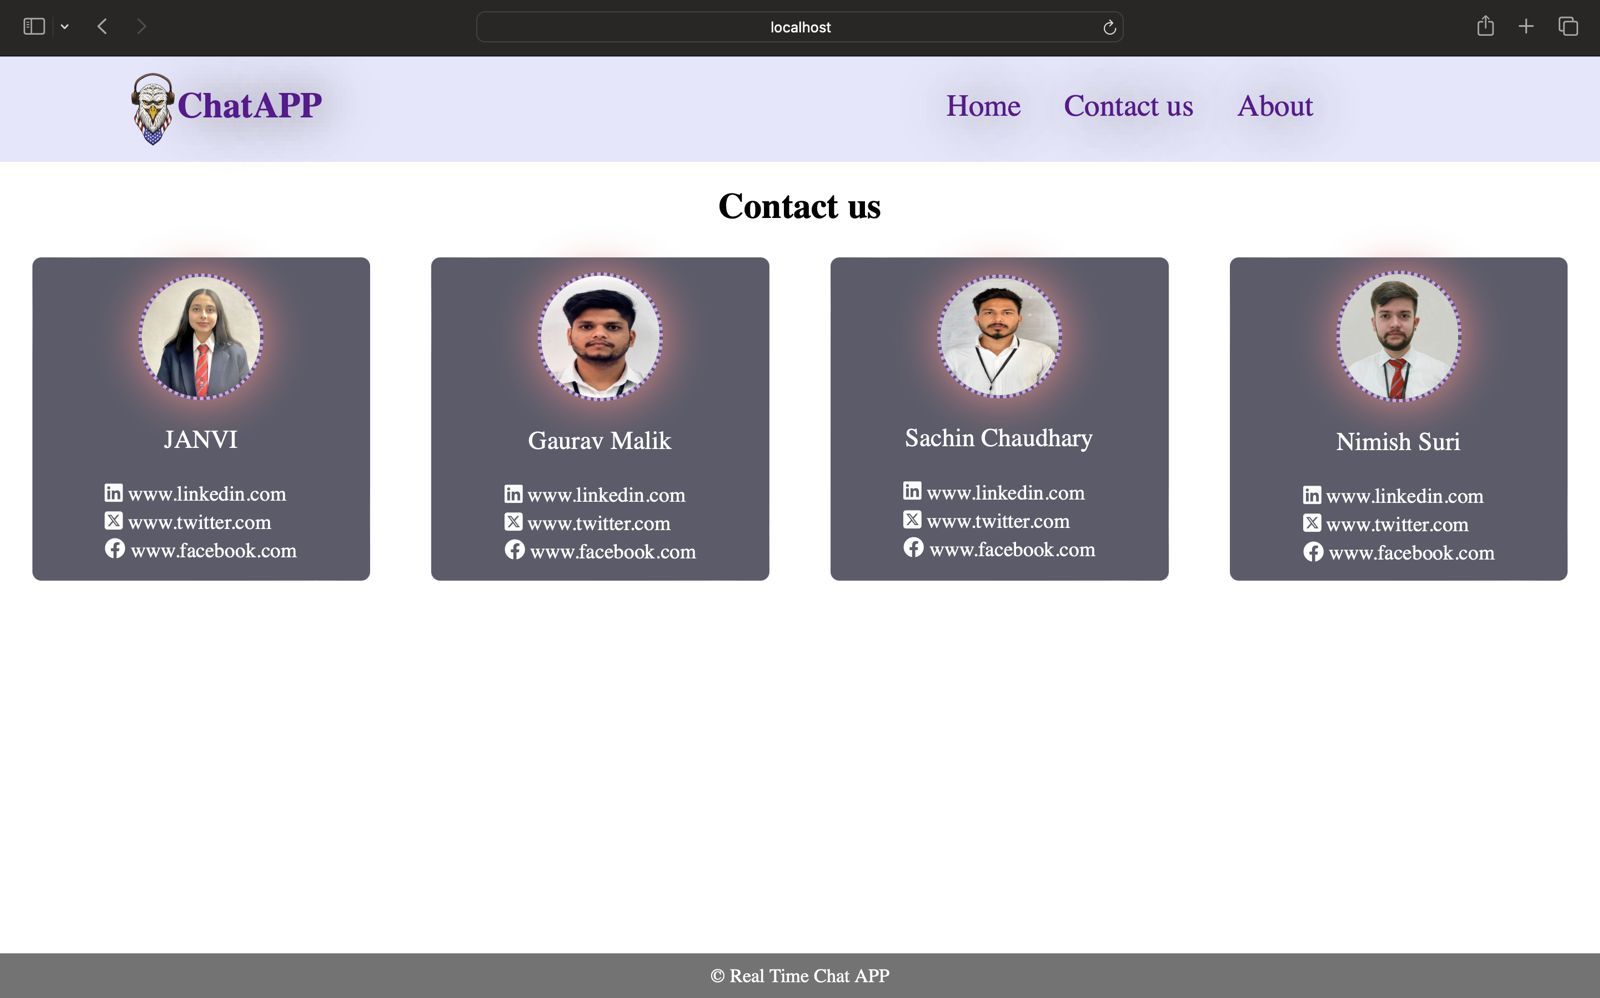 localhost
ChatAPP
Home Contact us About
Contact us
JANVI
www.linkedin.com
www.twitter.com
www.facebook.com
Gaurav Malik
www.linkedin.com
www.twitter.com
www.facebook.com
Sachin Chaudhary
www.linkedin.com
www.twitter.com
www.facebook.com
Nimish Suri
www.linkedin.com
www.twitter.com
www.facebook.com
© Real Time Chat APP